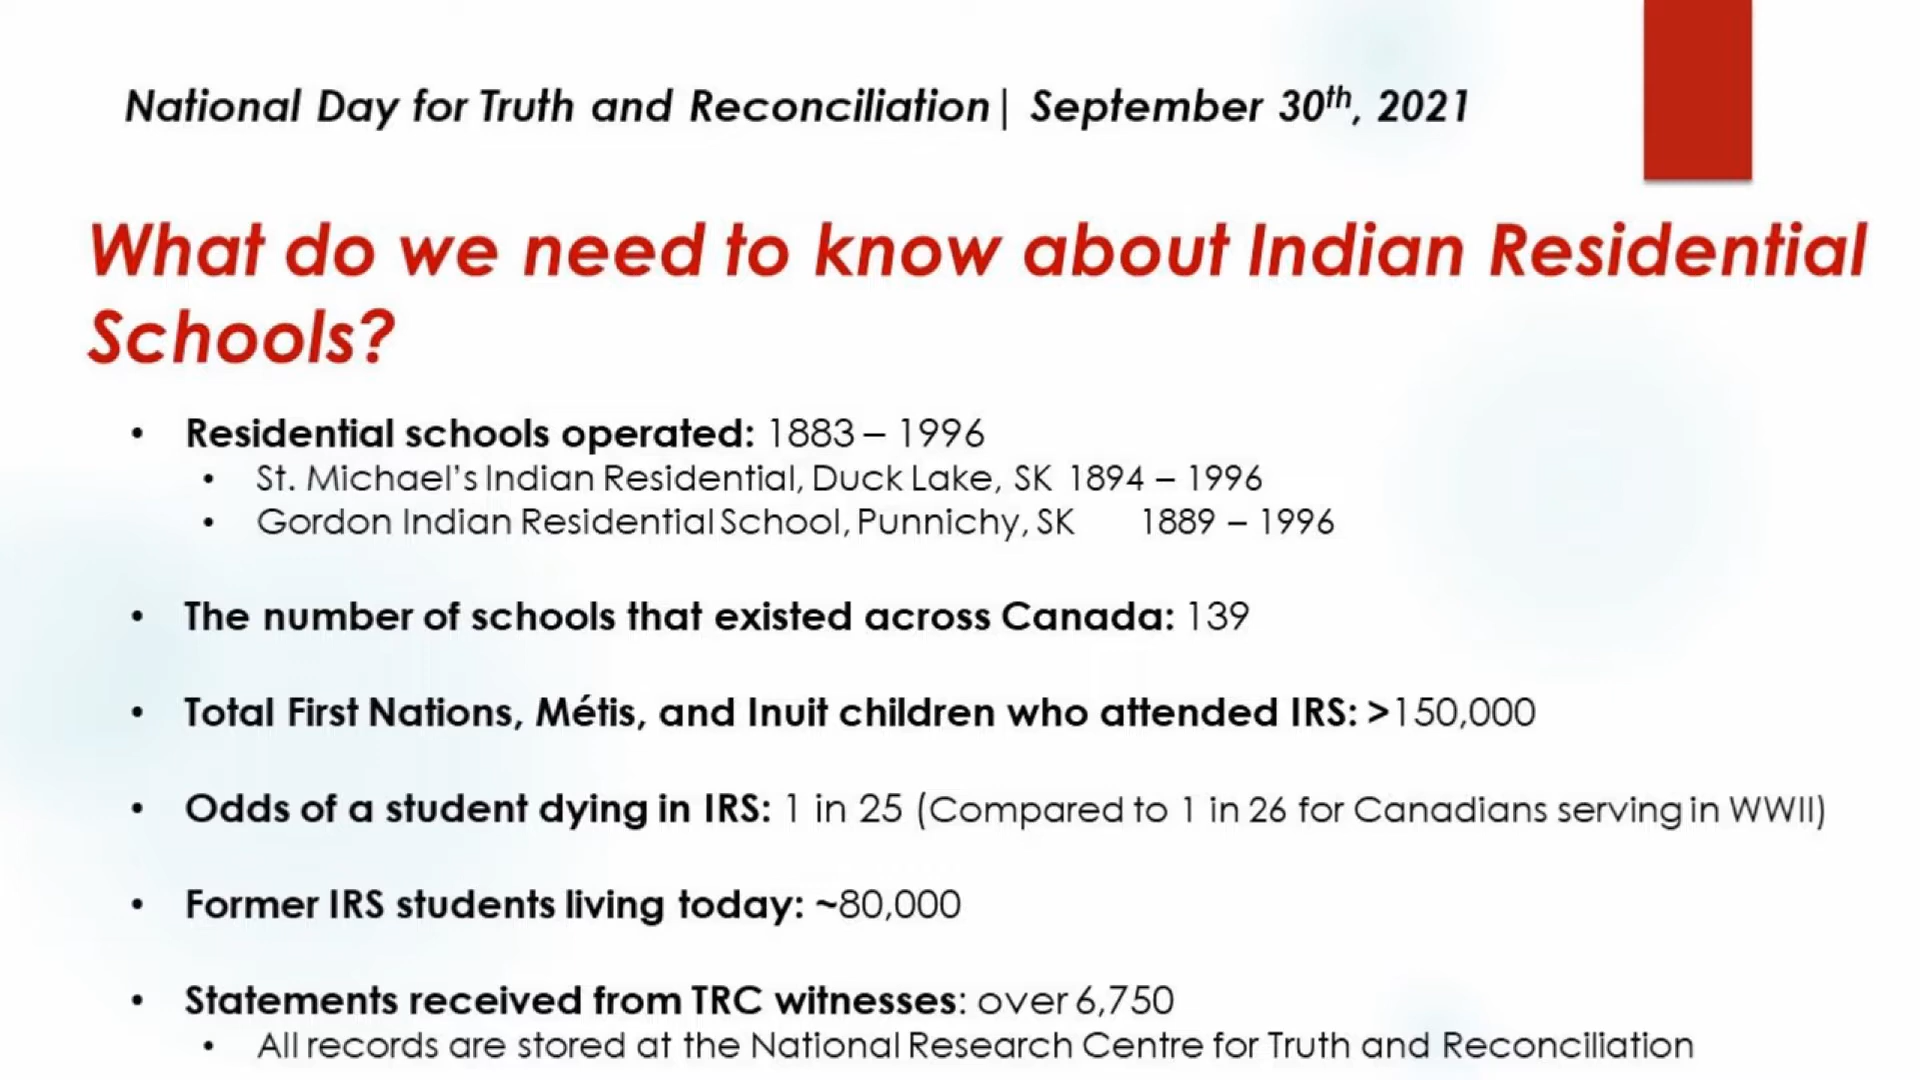 National Day for Truth and Reconciliation| September 30th, 2021
What do we need to know about Indian Residential
Schools?
• Residential schools operated: 1883 – 1996
• St. Michael's Indian Residential, Duck Lake, SK 1894 – 1996
• Gordon Indian Residential School, Punnichy, SK 1889 – 1996
• The number of schools that existed across Canada: 139
• Total First Nations, Métis, and Inuit children who attended IRS: >150,000
• Odds of a student dying in IRS: 1 in 25 (Compared to 1 in 26 for Canadians serving in WWII)
• Former IRS students living today: ~80,000
• Statements received from TRC witnesses: over 6,750
• All records are stored at the National Research Centre for Truth and Reconciliation